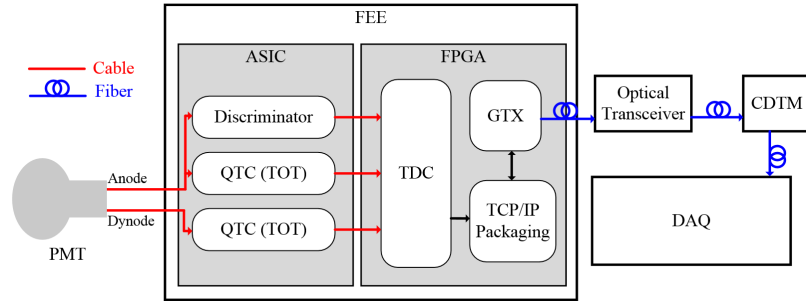 FEE
ASIC
FPGA
Cable
Fiber
Discriminator
QTC (TOT)
QTC (TOT)
TDC
GTX
TCP/IP
Packaging
Optical
Transceiver
CDTM
DAQ
Anode
Dynode
PMT